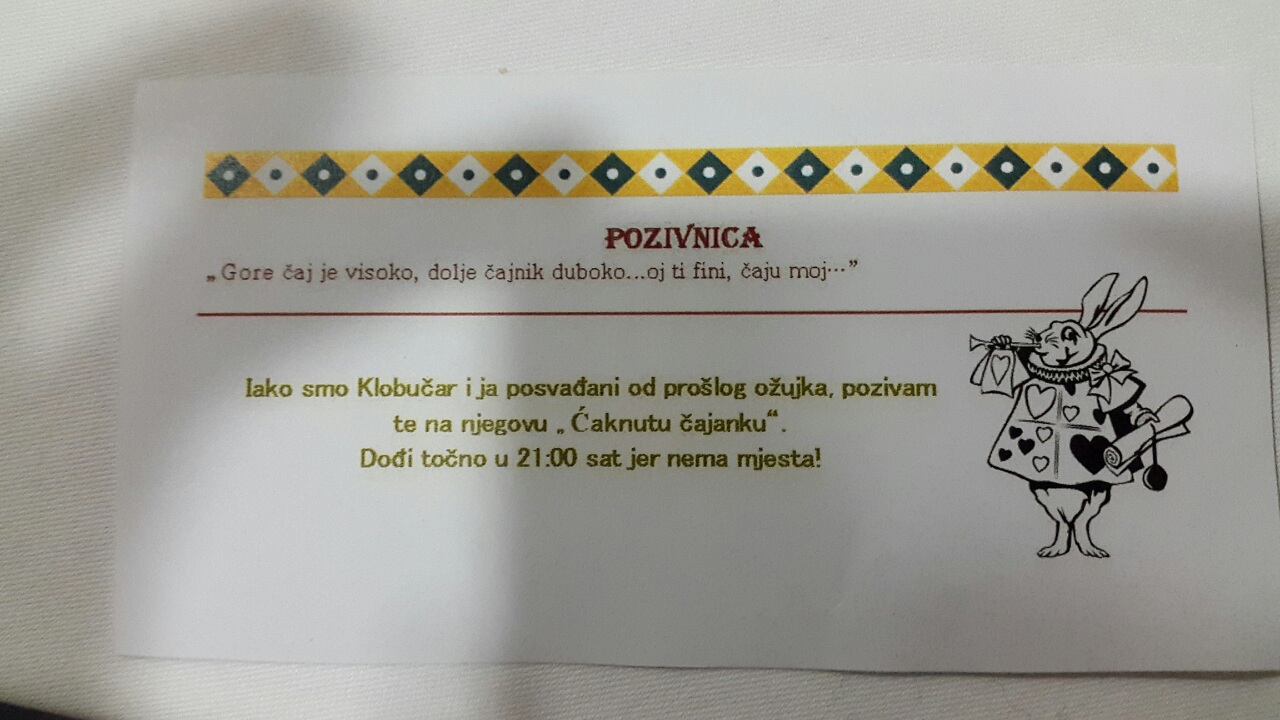 POZIVNICA
„Gore čaj je visoko, dolje čajnik duboko...oj ti fini, čaju moj…”
Iako smo Klobučar i ja posvađani od prošlog ožujka, pozivam
te na njegovu „Ćaknutu čajanku“.
Dođi točno u 21:00 sat jer nema mjesta!